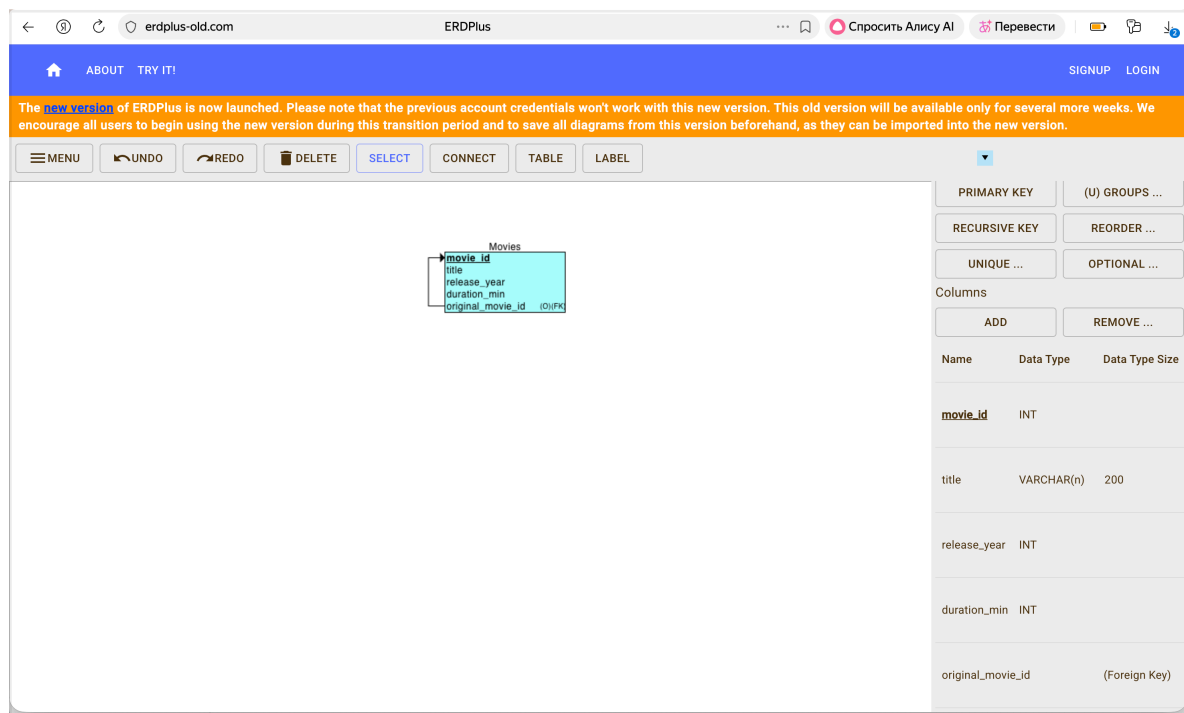 erdplus-old.com
ERDPlus
Спросить Алису AI
Перевести
2
ABOUT TRY IT!
SIGNUP LOGIN
The new version of ERDPlus is now launched. Please note that the previous account credentials won't work with this new version. This old version will be available only for several more weeks. We
encourage all users to begin using the new version during this transition period and to save all diagrams from this version beforehand, as they can be imported into the new version.
MENU UNDO REDO DELETE SELECT CONNECT TABLE LABEL
Movies
movie_id
title
release_year
duration_min
original_movie_id (O)(FK)
PRIMARY KEY (U) GROUPS ...
RECURSIVE KEY REORDER ...
UNIQUE ... OPTIONAL ...
Columns
ADD REMOVE ...
Name Data Type Data Type Size
movie_id INT
title VARCHAR(n) 200
release_year INT
duration_min INT
original_movie_id (Foreign Key)